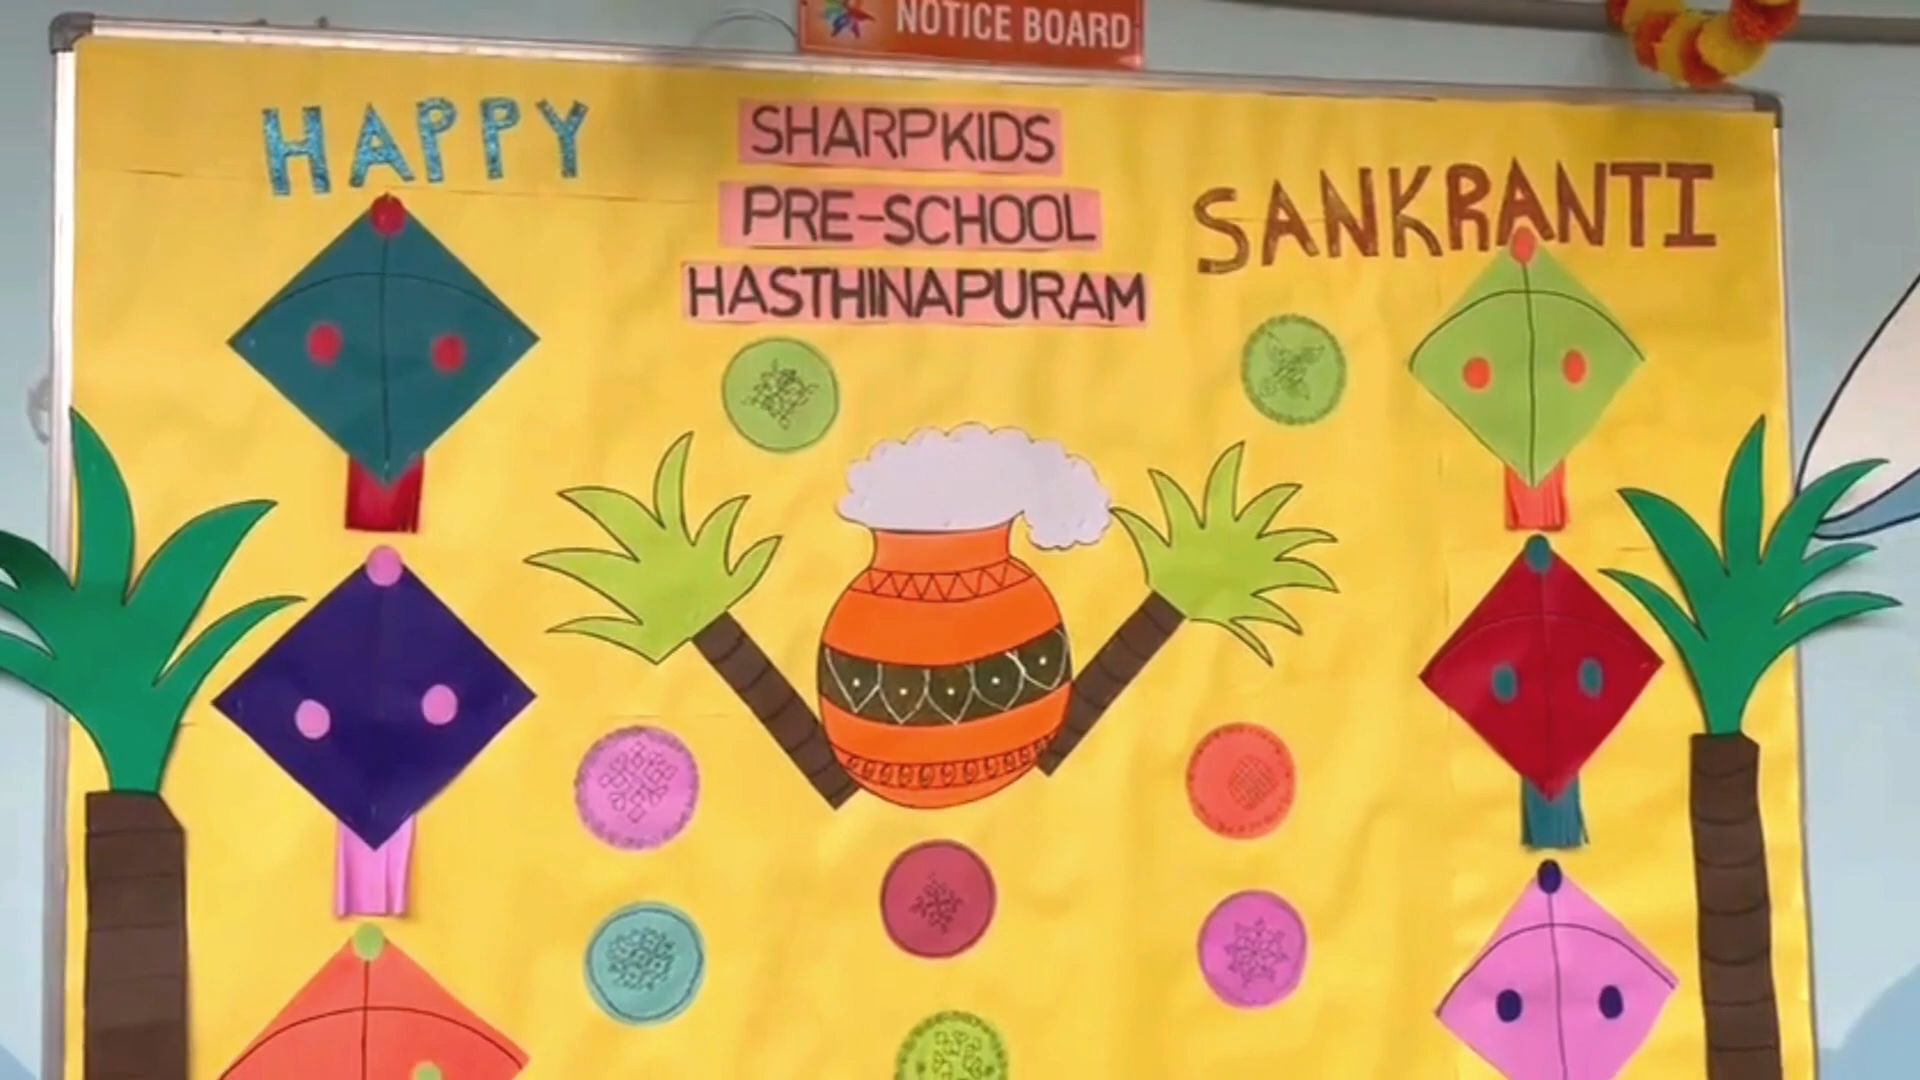 NOTICE BOARD
HAPPY
SHARPKIDS
PRE-SCHOOL
HASTHINAPURAM
SANKRANTI